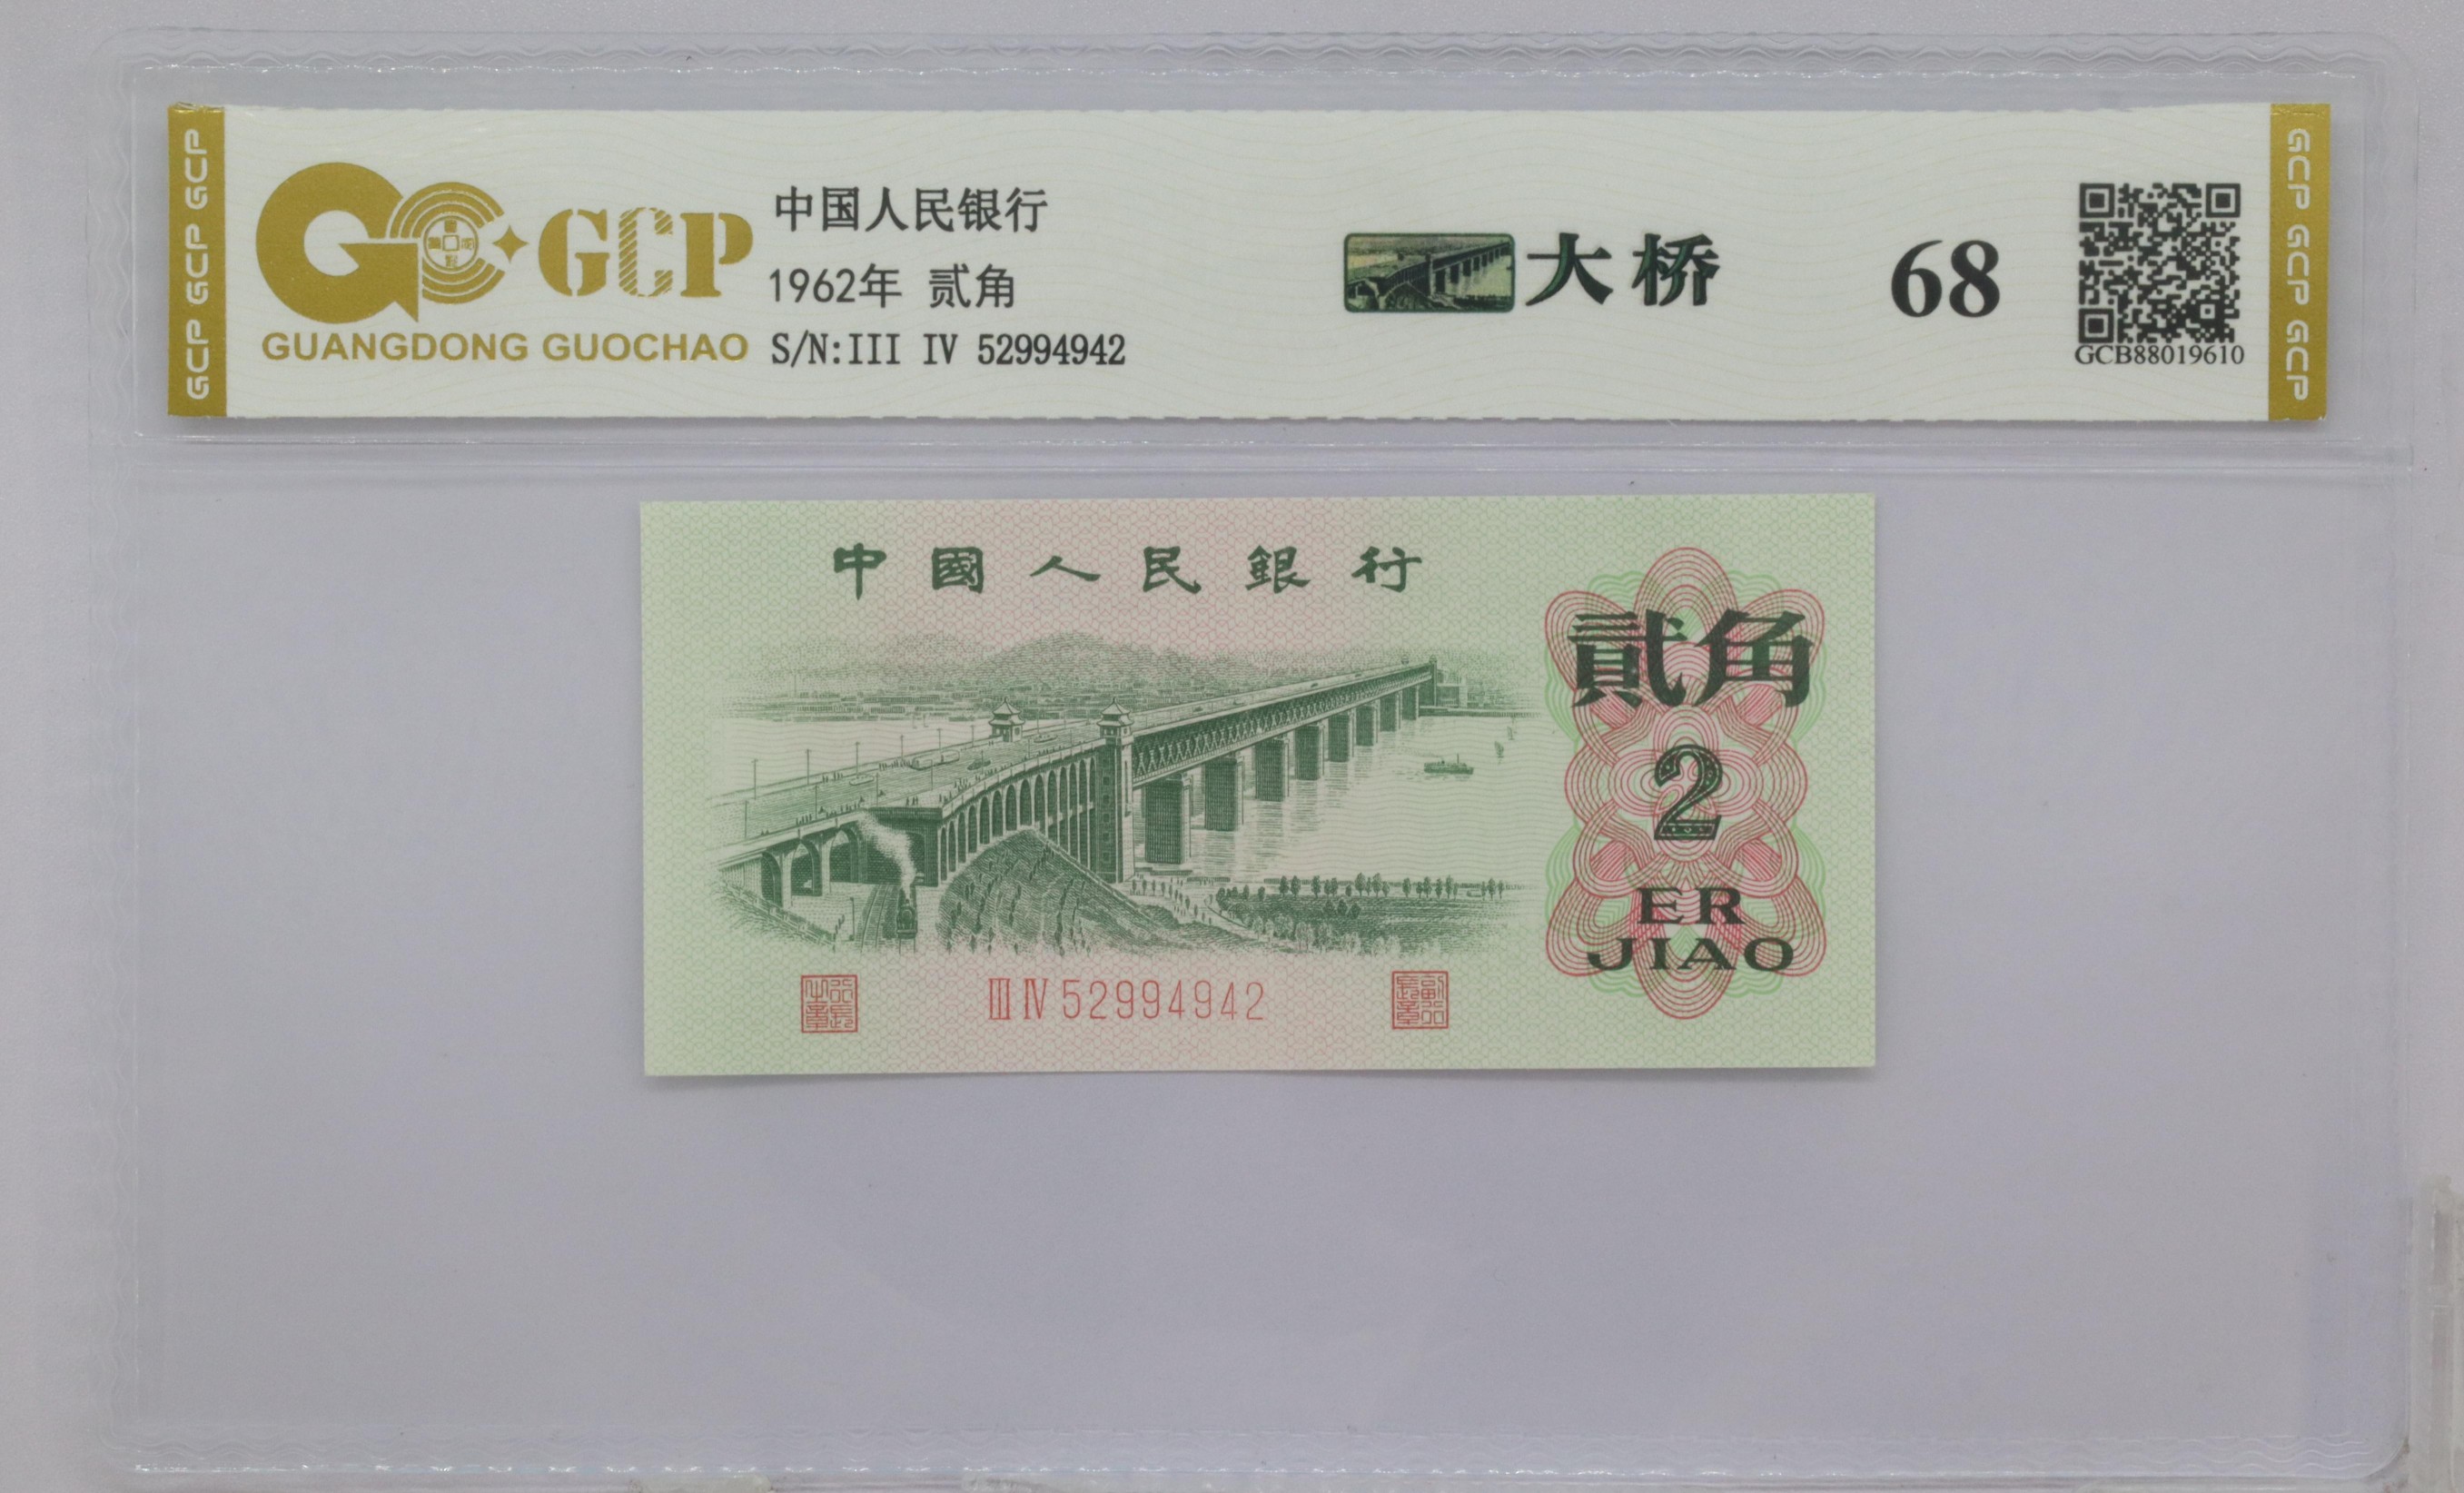 GCP GCP GCP
GCP
GUANGDONG GUOCHAO
中国人民银行
1962年 贰角
S/N:III IV 52994942
大桥
68
GCB88019610
GCP GCP GCP
中國人民銀行
貳角
2
ER
JIAO
III IV 52994942